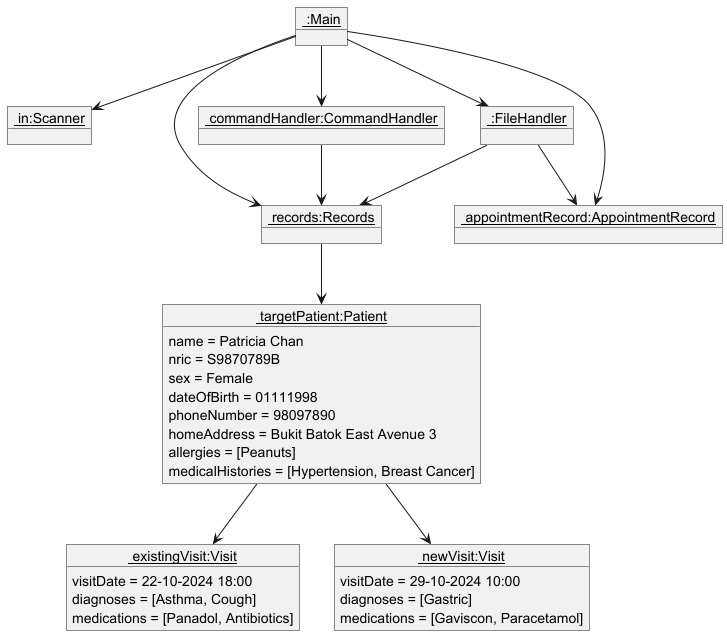 :Main
in:Scanner
commandHandler:CommandHandler
:FileHandler
records:Records
appointmentRecord:AppointmentRecord
targetPatient:Patient
name = Patricia Chan
nric = S9870789B
sex = Female
dateOfBirth = 01111998
phoneNumber = 98097890
homeAddress = Bukit Batok East Avenue 3
allergies = [Peanuts]
medicalHistories = [Hypertension, Breast Cancer]
existingVisit:Visit
visitDate = 22-10-2024 18:00
diagnoses = [Asthma, Cough]
medications = [Panadol, Antibiotics]
newVisit:Visit
visitDate = 29-10-2024 10:00
diagnoses = [Gastric]
medications = [Gaviscon, Paracetamol]